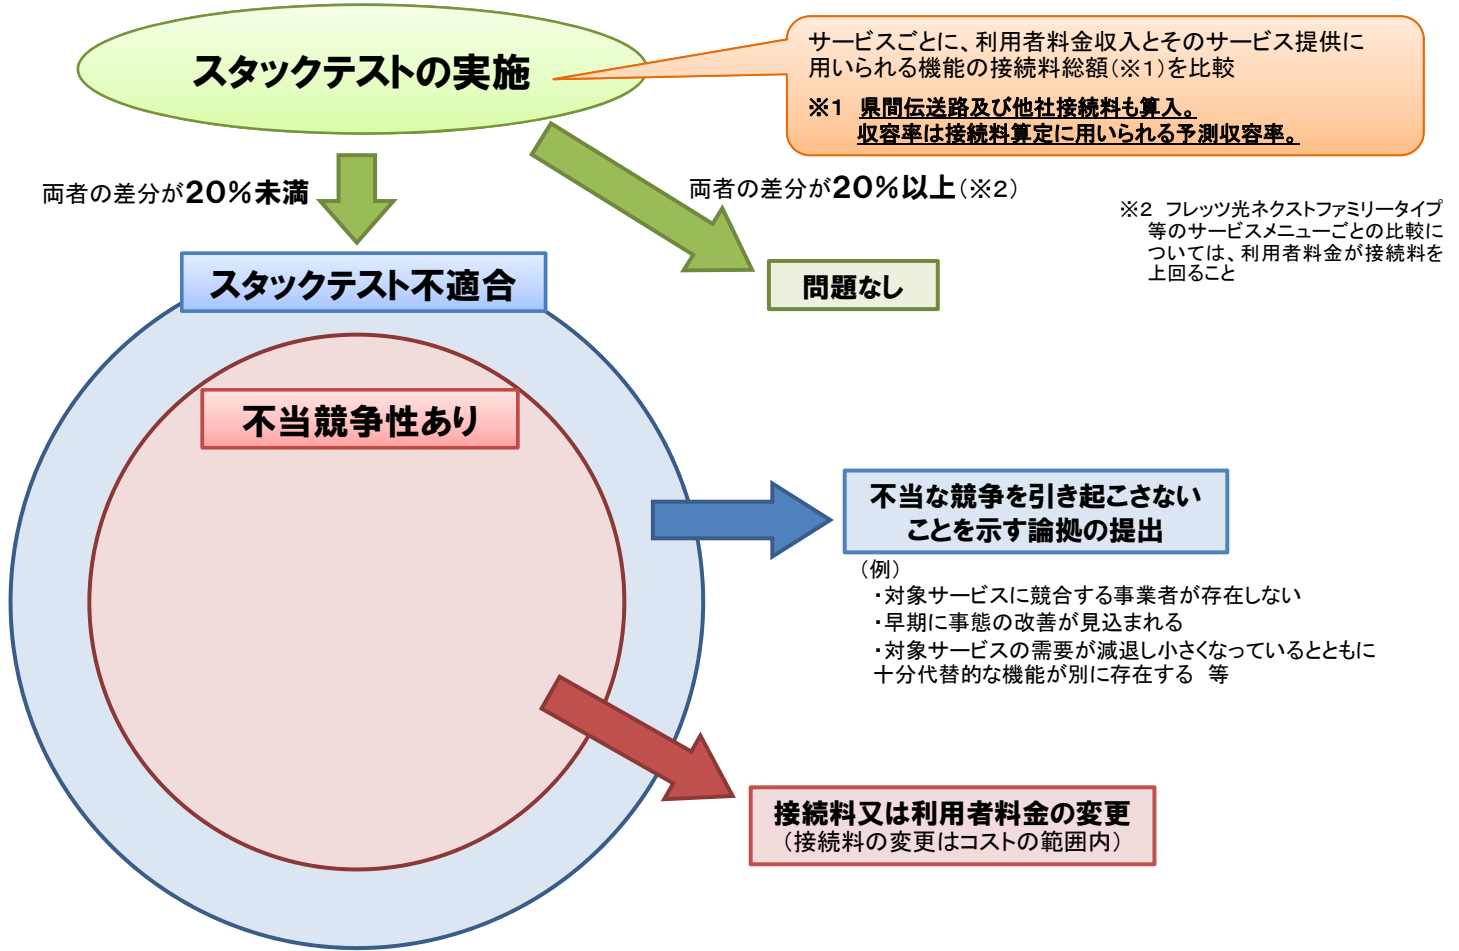 スタックテストの実施
サービスごとに、利用者料金収入とそのサービス提供に
用いられる機能の接続料総額(※1)を比較
※1 県間伝送路及び他社接続料も算入。
収容率は接続料算定に用いられる予測収容率。
両者の差分が20%未満
両者の差分が20%以上(※2)
※2 フレッツ光ネクストファミリータイプ
等のサービスメニューごとの比較に
ついては、利用者料金が接続料を
上回ること
スタックテスト不適合
問題なし
不当競争性あり
不当な競争を引き起こさない
ことを示す論拠の提出
(例)
・対象サービスに競合する事業者が存在しない
・早期に事態の改善が見込まれる
・対象サービスの需要が減退し小さくなっているとともに
十分代替的な機能が別に存在する 等
接続料又は利用者料金の変更
(接続料の変更はコストの範囲内)